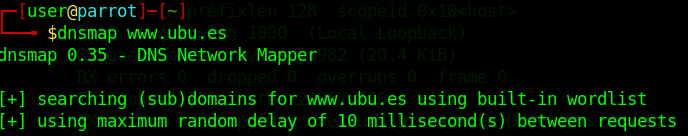 ┌─[user@parrot]─[~]
└──╼ $dnsmap www.ubu.es
dnsmap 0.35 - DNS Network Mapper
[+] searching (sub)domains for www.ubu.es using built-in wordlist
[+] using maximum random delay of 10 millisecond(s) between requests